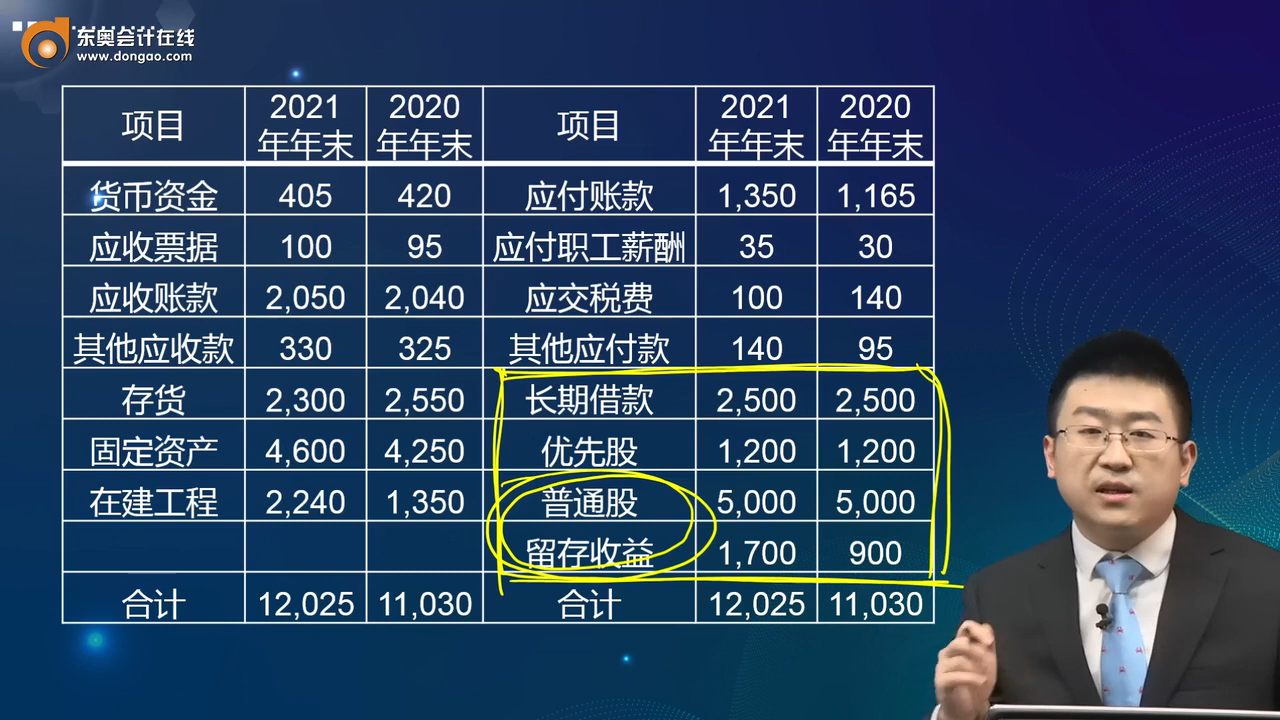 东奥会计在线
www.dongao.com
项目 2021年年末 2020年年末 项目 2021年年末 2020年年末
货币资金 405 420 应付账款 1,350 1,165
应收票据 100 95 应付职工薪酬 35 30
应收账款 2,050 2,040 应交税费 100 140
其他应收款 330 325 其他应付款 140 95
存货 2,300 2,550 长期借款 2,500 2,500
固定资产 4,600 4,250 优先股 1,200 1,200
在建工程 2,240 1,350 普通股 5,000 5,000
留存收益 1,700 900
合计 12,025 11,030 合计 12,025 11,030